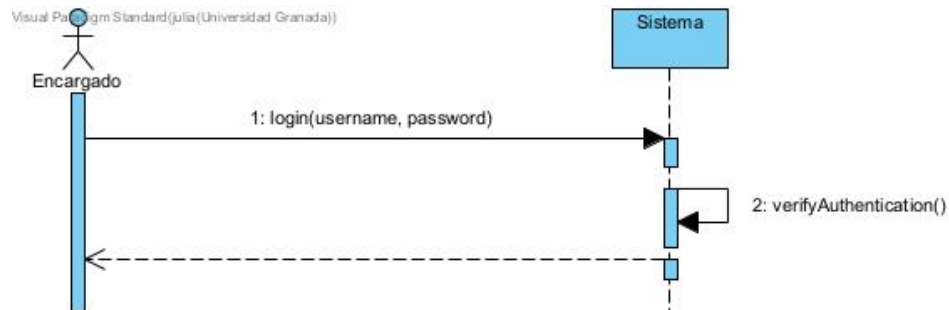 Visual Paradigm Standard(julia(Universidad Granada))
Sistema
Encargado
1: login(username, password)
2: verifyAuthentication()